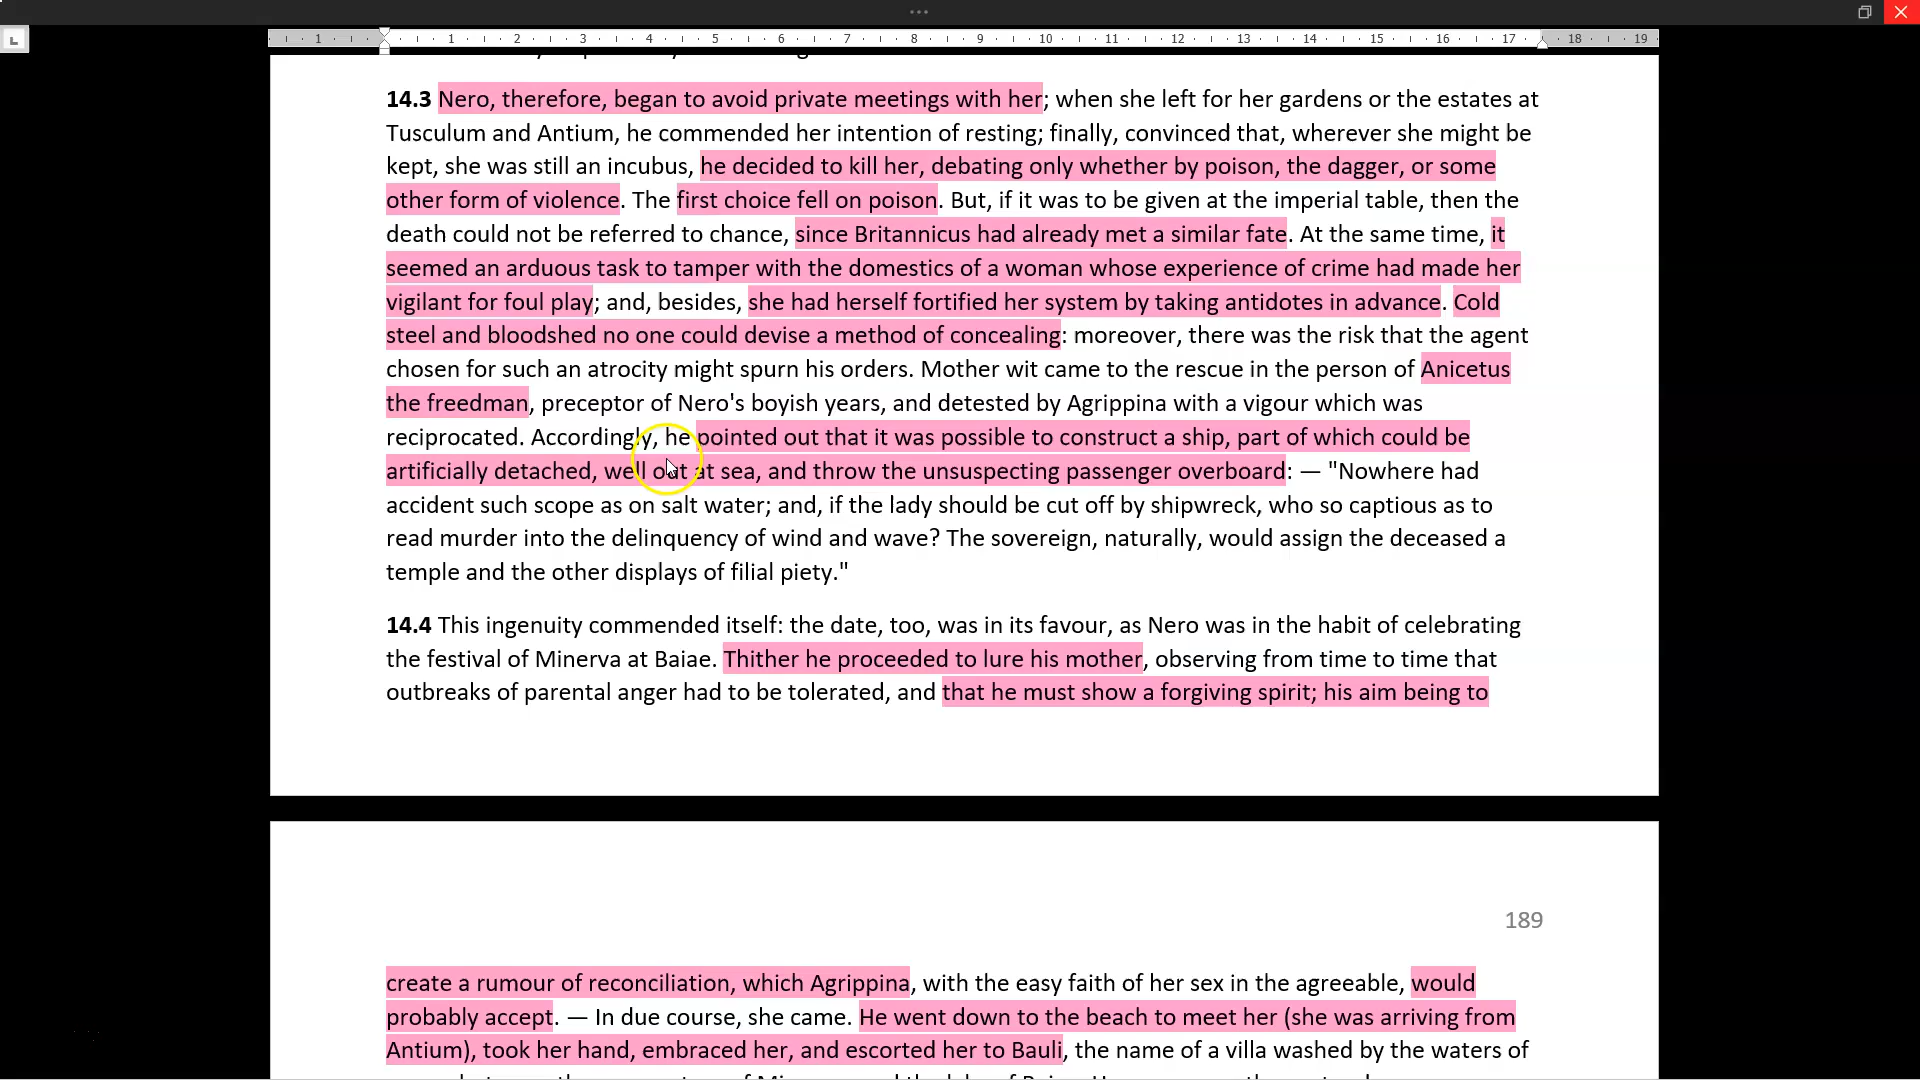 1 1 2 3 4 5 6 7 8 9 10 11 12 13 14 15 16 17 18 19
14.3 Nero, therefore, began to avoid private meetings with her; when she left for her gardens or the estates at
Tusculum and Antium, he commended her intention of resting; finally, convinced that, wherever she might be
kept, she was still an incubus, he decided to kill her, debating only whether by poison, the dagger, or some
other form of violence. The first choice fell on poison. But, if it was to be given at the imperial table, then the
death could not be referred to chance, since Britannicus had already met a similar fate. At the same time, it
seemed an arduous task to tamper with the domestics of a woman whose experience of crime had made her
vigilant for foul play; and, besides, she had herself fortified her system by taking antidotes in advance. Cold
steel and bloodshed no one could devise a method of concealing: moreover, there was the risk that the agent
chosen for such an atrocity might spurn his orders. Mother wit came to the rescue in the person of Anicetus
the freedman, preceptor of Nero's boyish years, and detested by Agrippina with a vigour which was
reciprocated. Accordingly, he pointed out that it was possible to construct a ship, part of which could be
artificially detached, well out at sea, and throw the unsuspecting passenger overboard: — "Nowhere had
accident such scope as on salt water; and, if the lady should be cut off by shipwreck, who so captious as to
read murder into the delinquency of wind and wave? The sovereign, naturally, would assign the deceased a
temple and the other displays of filial piety."
14.4 This ingenuity commended itself: the date, too, was in its favour, as Nero was in the habit of celebrating
the festival of Minerva at Baiae. Thither he proceeded to lure his mother, observing from time to time that
outbreaks of parental anger had to be tolerated, and that he must show a forgiving spirit; his aim being to
189
create a rumour of reconciliation, which Agrippina, with the easy faith of her sex in the agreeable, would
probably accept. — In due course, she came. He went down to the beach to meet her (she was arriving from
Antium), took her hand, embraced her, and escorted her to Bauli, the name of a villa washed by the waters of